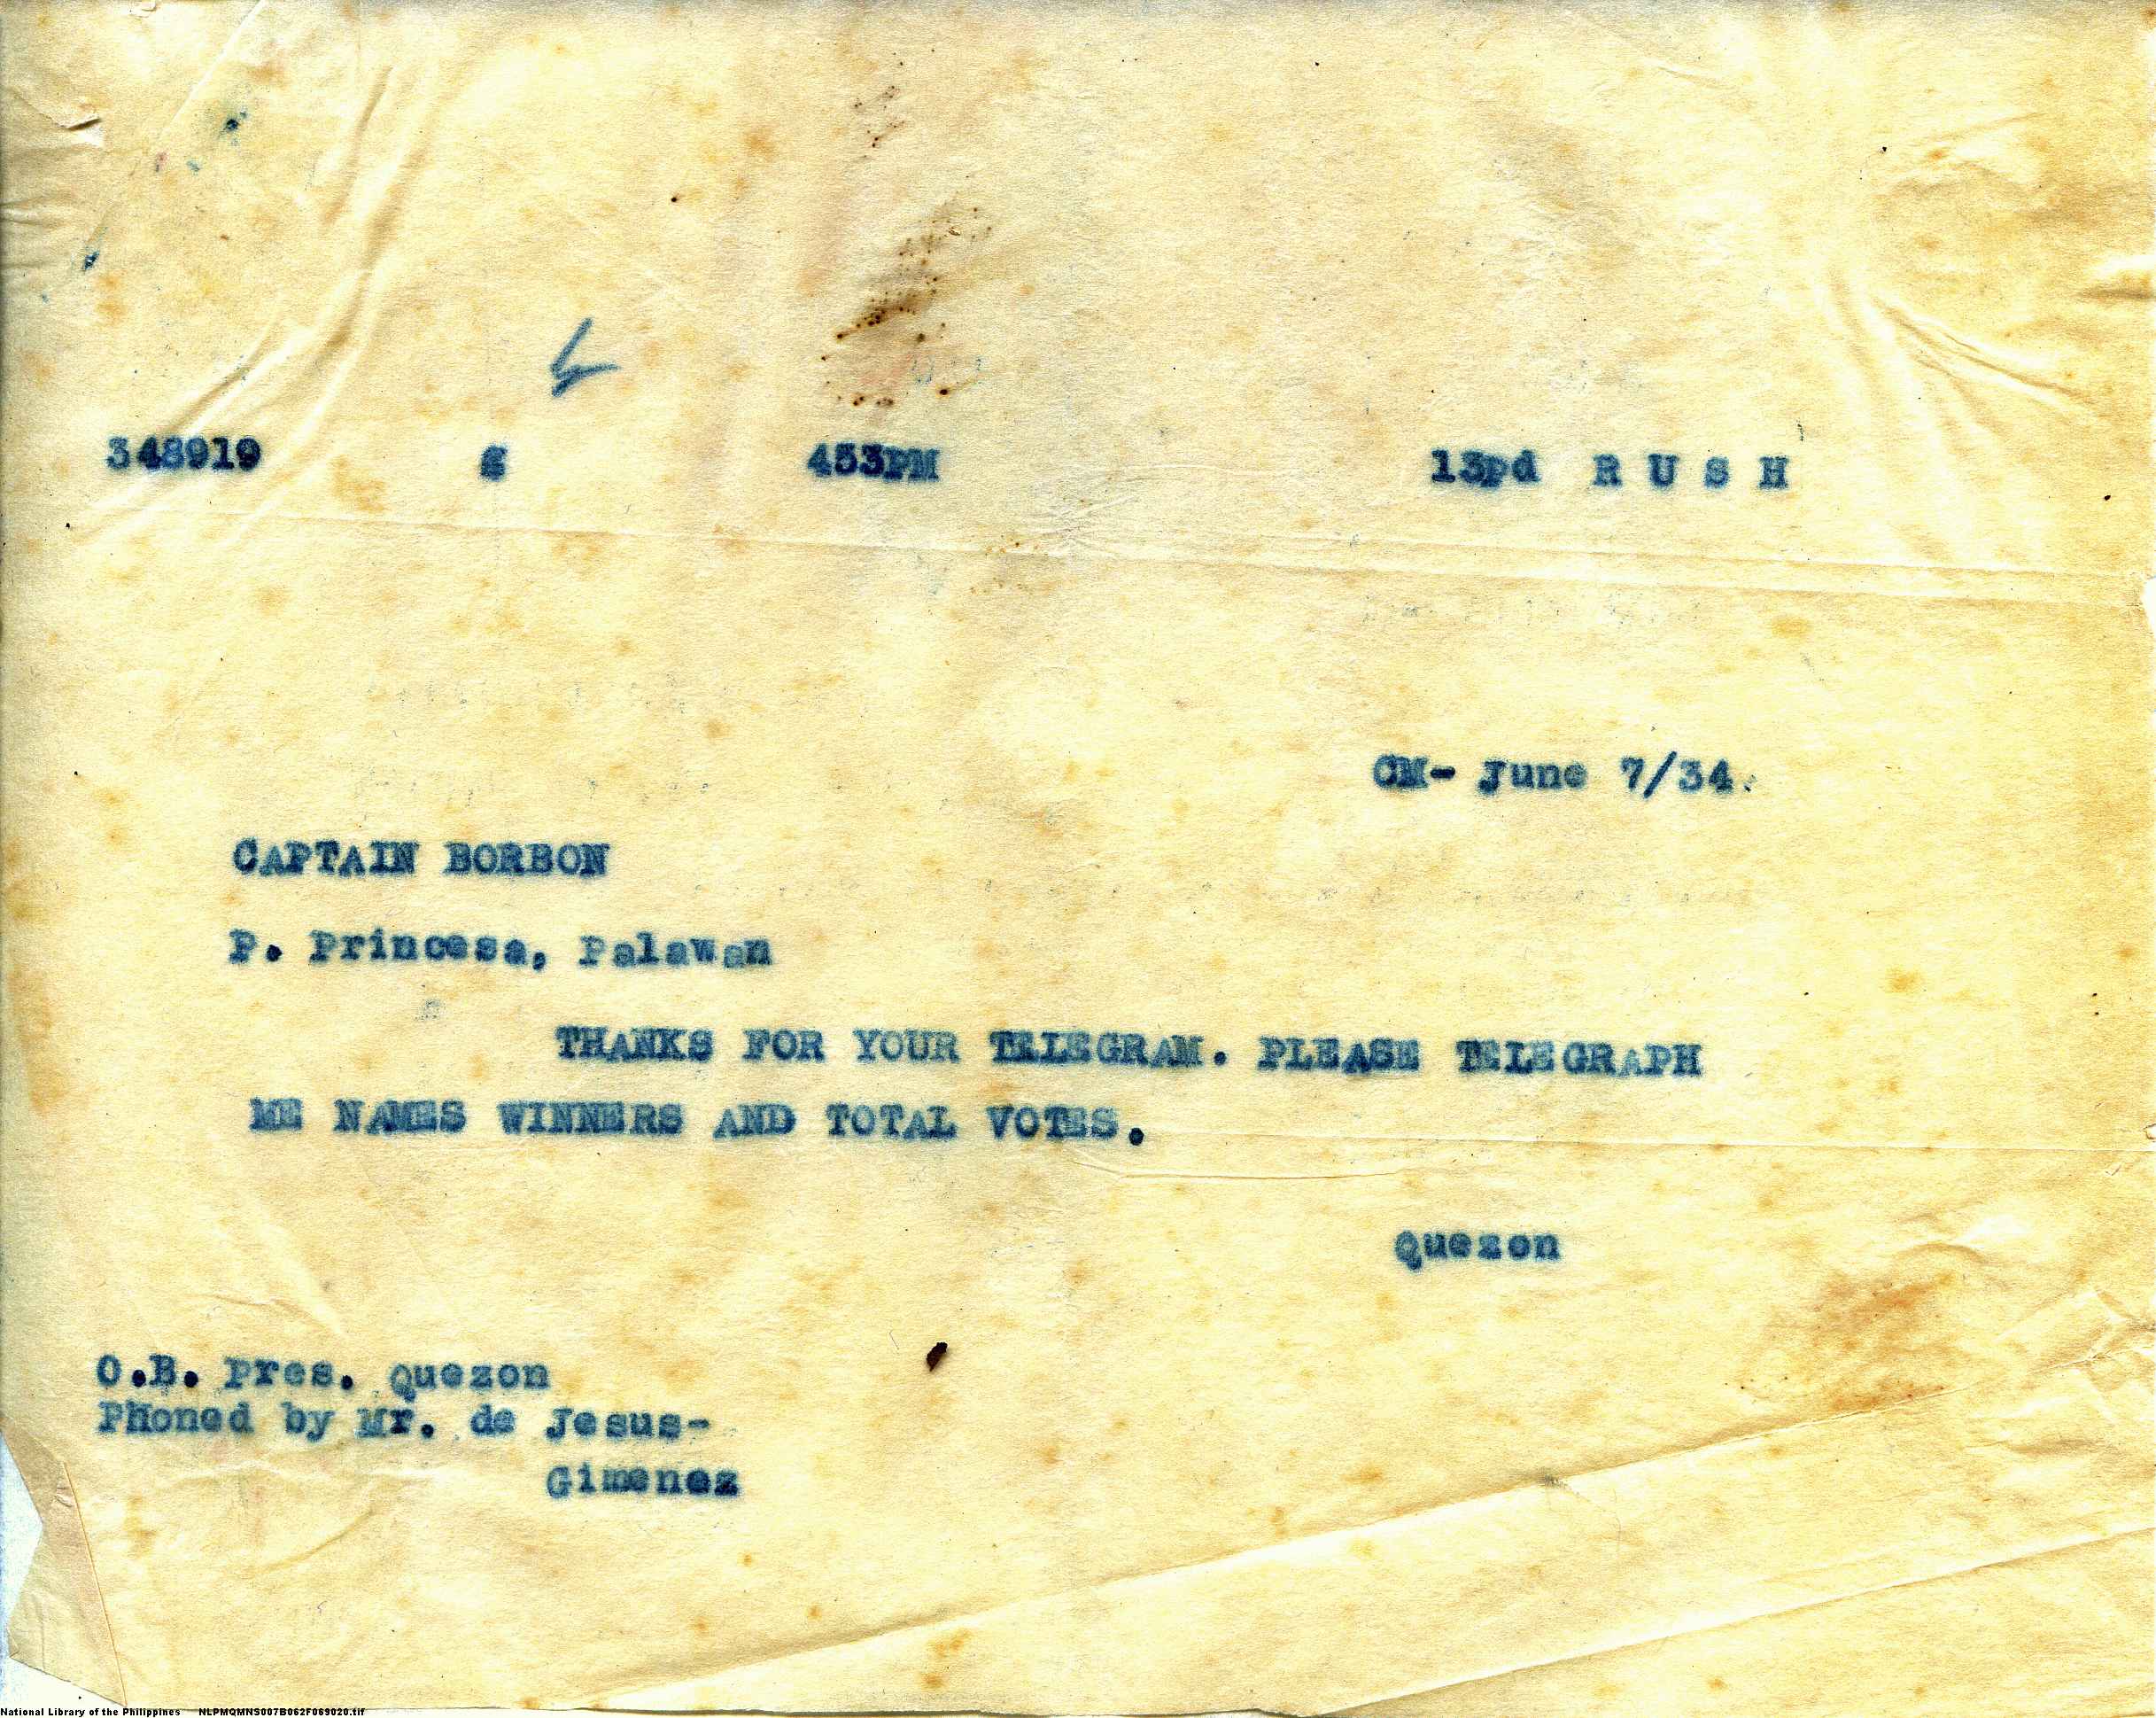 348919 g 453PM 13pd R U S H
CM- June 7/34.
CAPTAIN BORBON
P. Princesa, Palawan
THANKS FOR YOUR TELEGRAM. PLEASE TELEGRAPH
ME NAMES WINNERS AND TOTAL VOTES.
Quezon
O.B. Pres. Quezon
Phoned by Mr. de Jesus-
Gimenez
National Library of the Philippines NLPMQMNS007B062F069020.tif